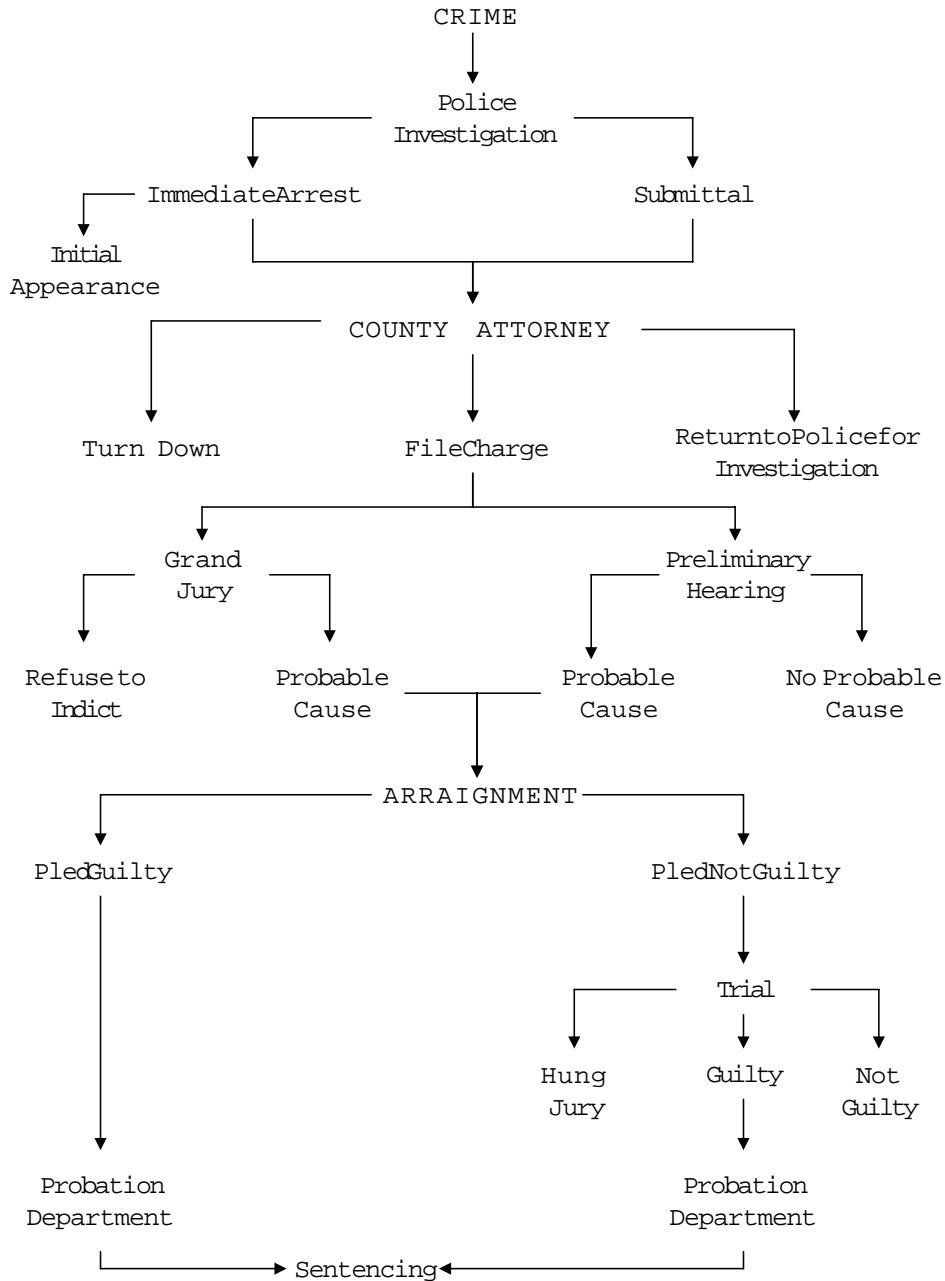 CRIME
Police
Investigation
ImmediateArrest
Submittal
Initial
Appearance
COUNTY ATTORNEY
Turn Down
FileCharge
ReturntoPolicefor
Investigation
Grand
Jury
Preliminary
Hearing
Refuseto
Indict
Probable
Cause
Probable
Cause
No Probable
Cause
ARRAIGNMENT
PledGuilty
PledNotGuilty
Trial
Hung
Jury
Guilty
Not
Guilty
Probation
Department
Probation
Department
Sentencing